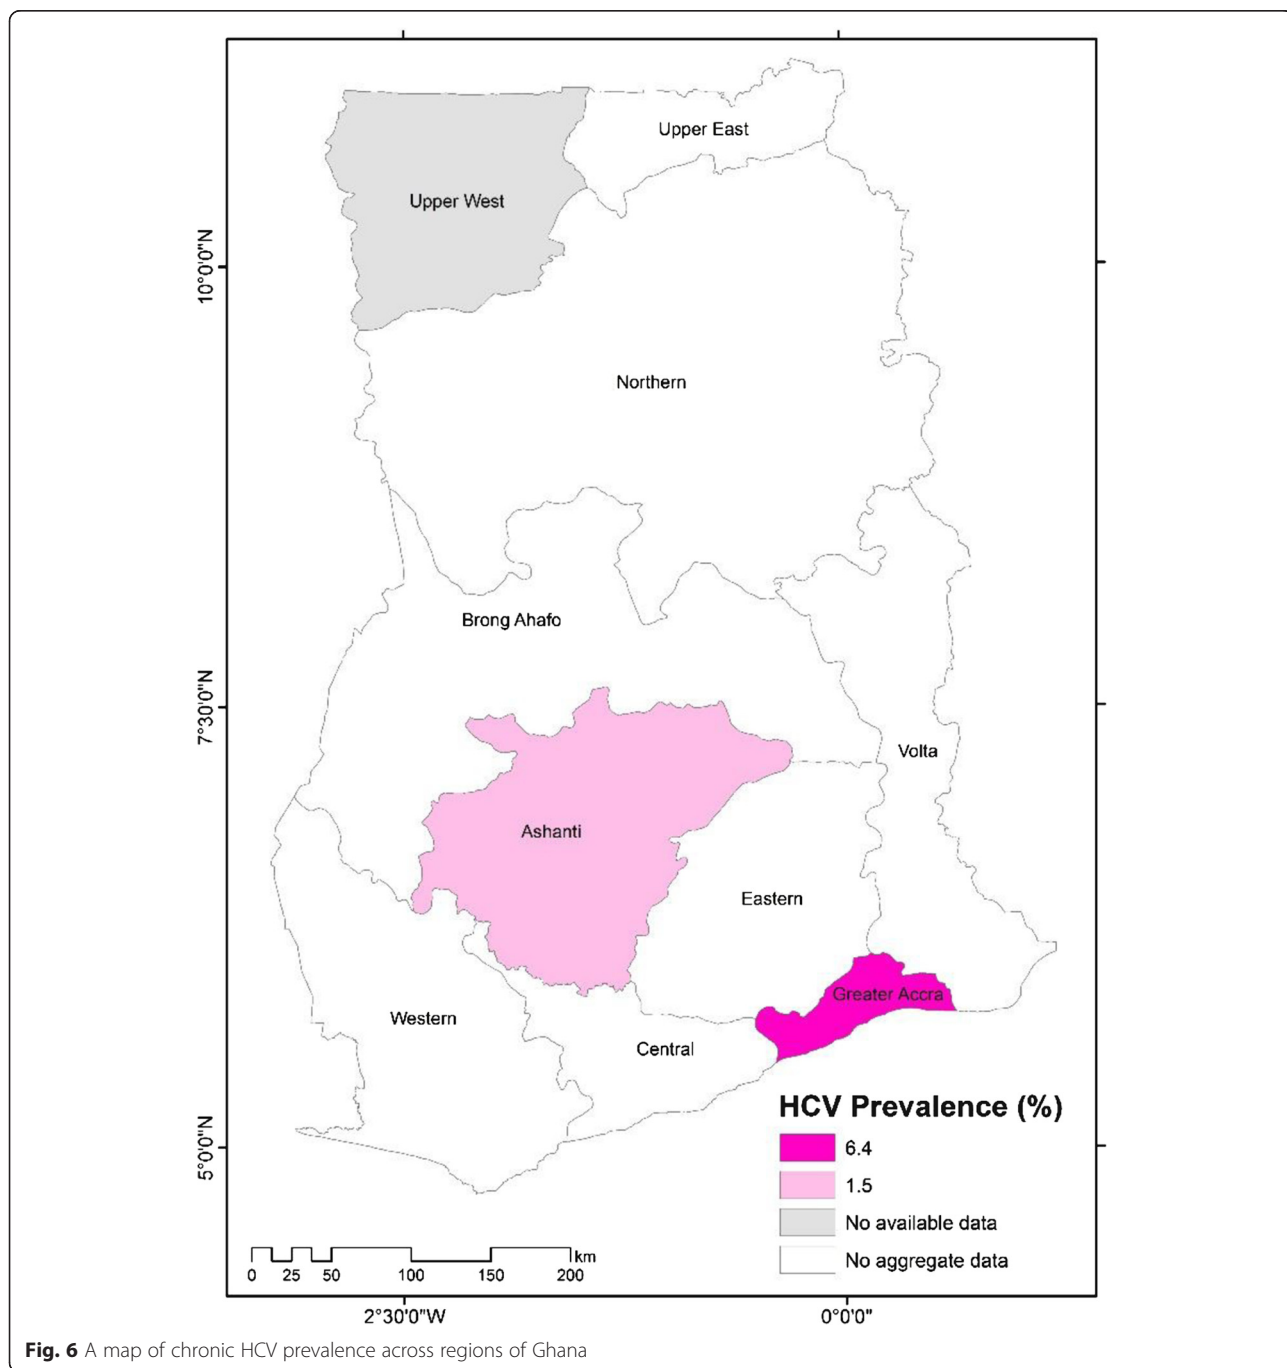 Upper East
Upper West
10°0'0"N
Northern
Brong Ahafo
7°30'0"N
Volta
Ashanti
Eastern
Greater Accra
Western
Central
HCV Prevalence (%)
6.4
5°0'0"N
1.5
No available data
No aggregate data
km
0 25 50 100 150 200
2°30'0"W 0°0'0"
Fig. 6 A map of chronic HCV prevalence across regions of Ghana